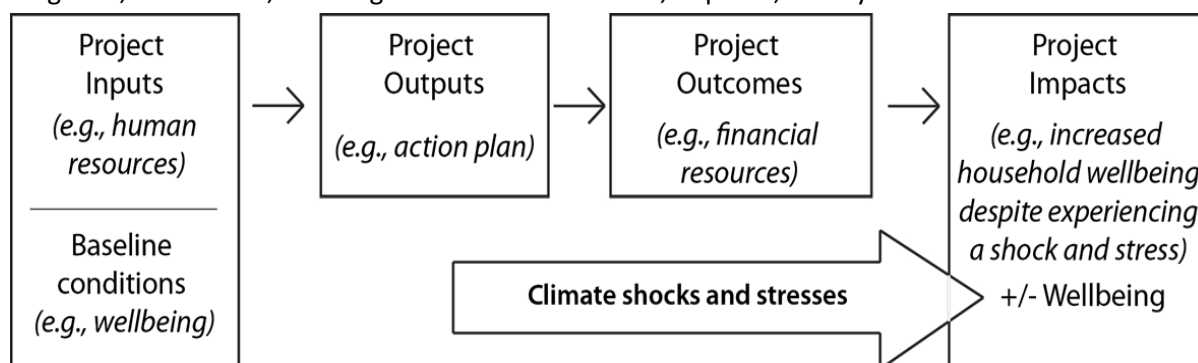 Project
Inputs
(e.g., human
resources)
Baseline
conditions
(e.g., wellbeing)
Project
Outputs
(e.g., action plan)
Project
Outcomes
(e.g., financial
resources)
Project
Impacts
(e.g., increased
household wellbeing
despite experiencing
a shock and stress)
+/- Wellbeing
Climate shocks and stresses